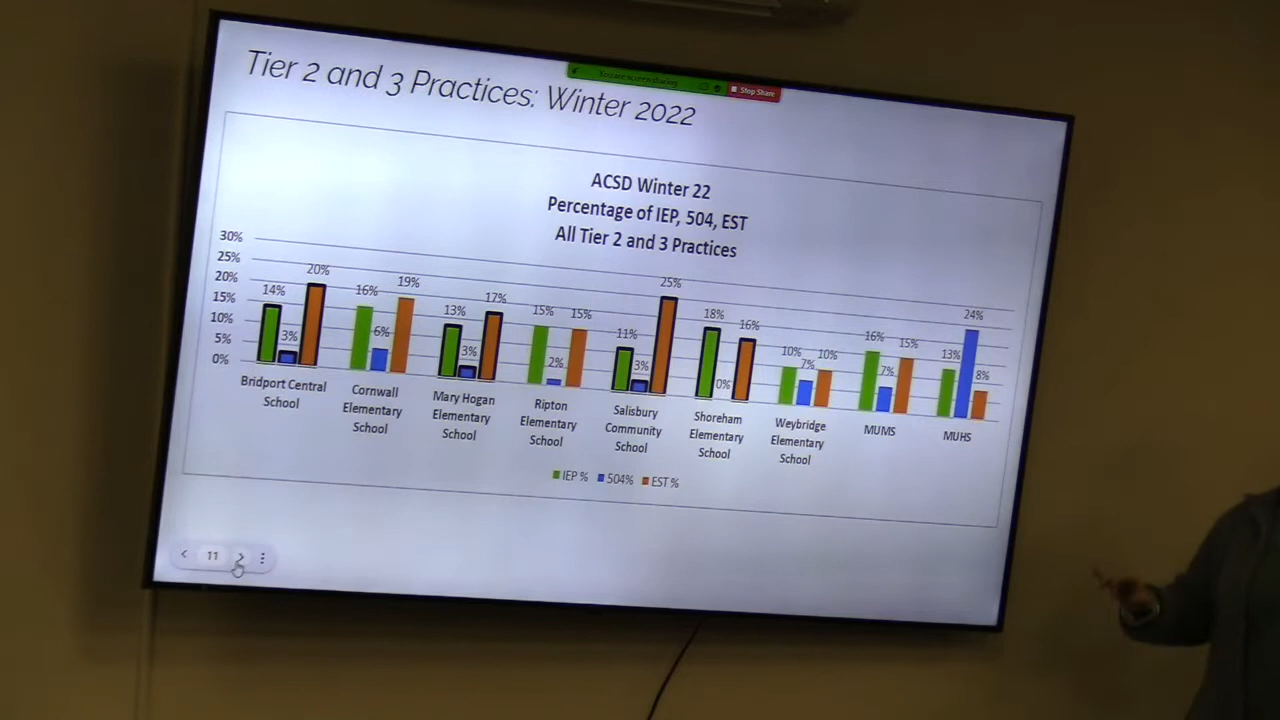 Tier 2 and 3 Practices: Winter 2022
You are screen sharing
Stop Share
ACSD Winter 22
Percentage of IEP, 504, EST
All Tier 2 and 3 Practices
30%
25%
20%
15%
10%
5%
0%
14% 3% 20%
16% 6% 19%
13% 3% 17%
15% 2% 15%
11% 3% 25%
18% 0% 16%
10% 7% 10%
16% 7% 15%
13% 24% 8%
Bridport Central
School
Cornwall
Elementary
School
Mary Hogan
Elementary
School
Ripton
Elementary
School
Salisbury
Community
School
Shoreham
Elementary
School
Weybridge
Elementary
School
MUMS
MUHS
IEP % 504% EST %
11